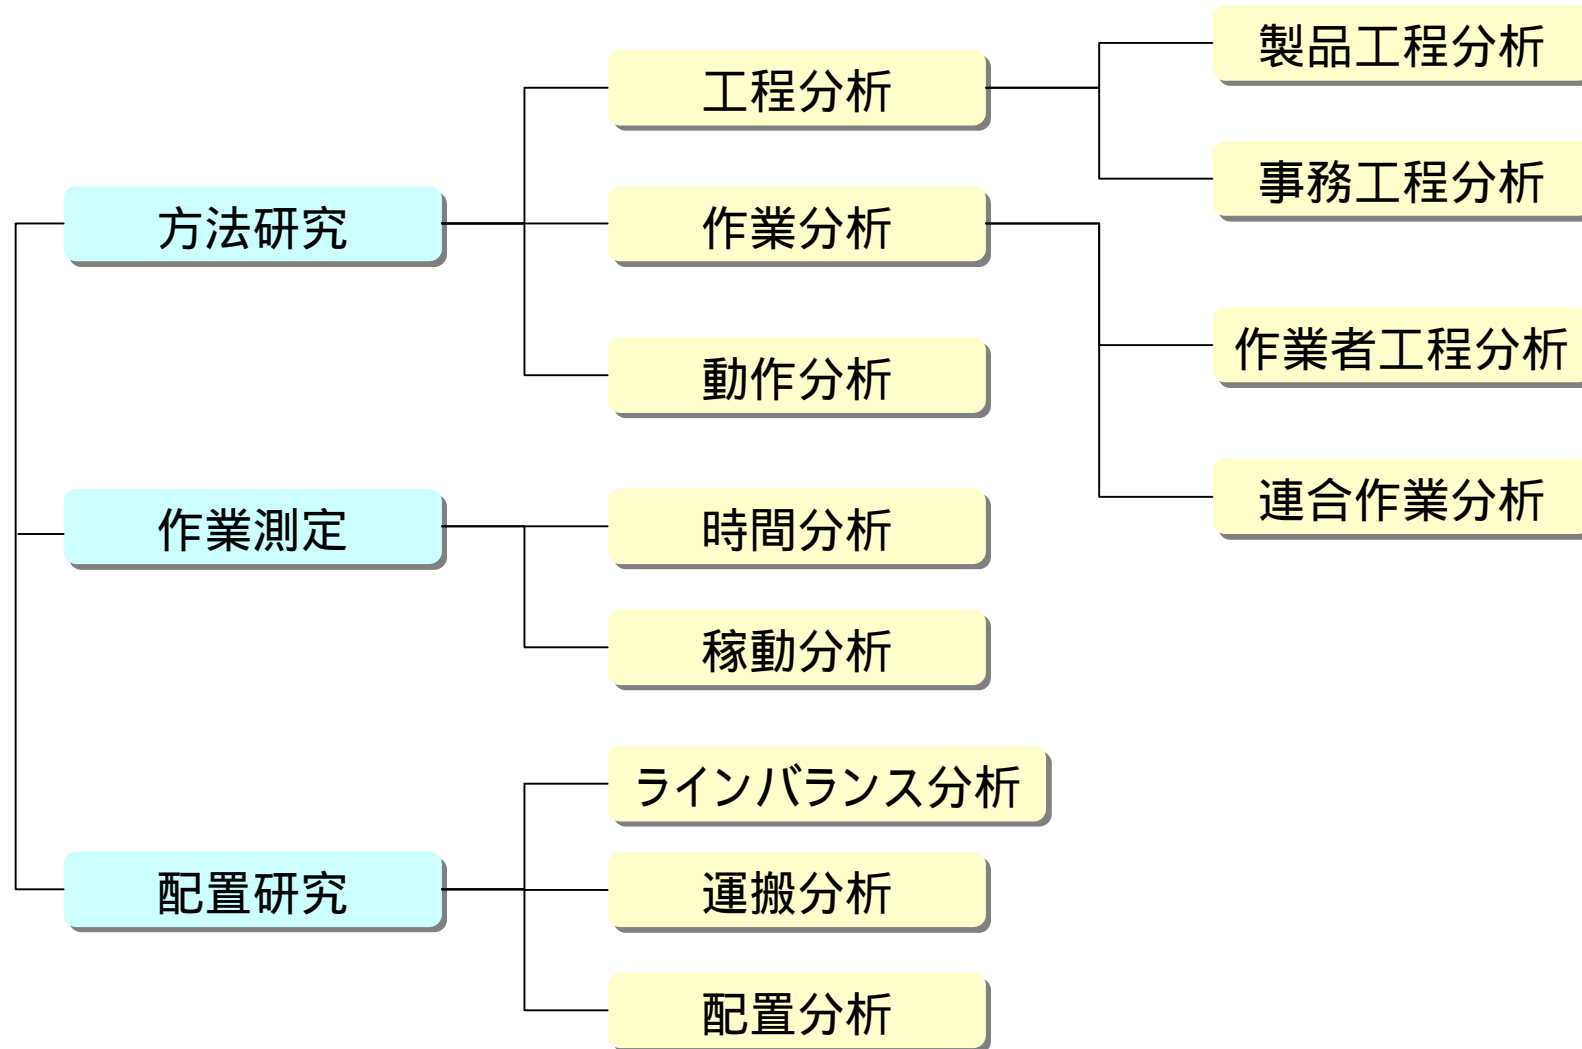 製品工程分析
工程分析
事務工程分析
方法研究
作業分析
作業者工程分析
動作分析
連合作業分析
作業測定
時間分析
稼動分析
ラインバランス分析
配置研究
運搬分析
配置分析